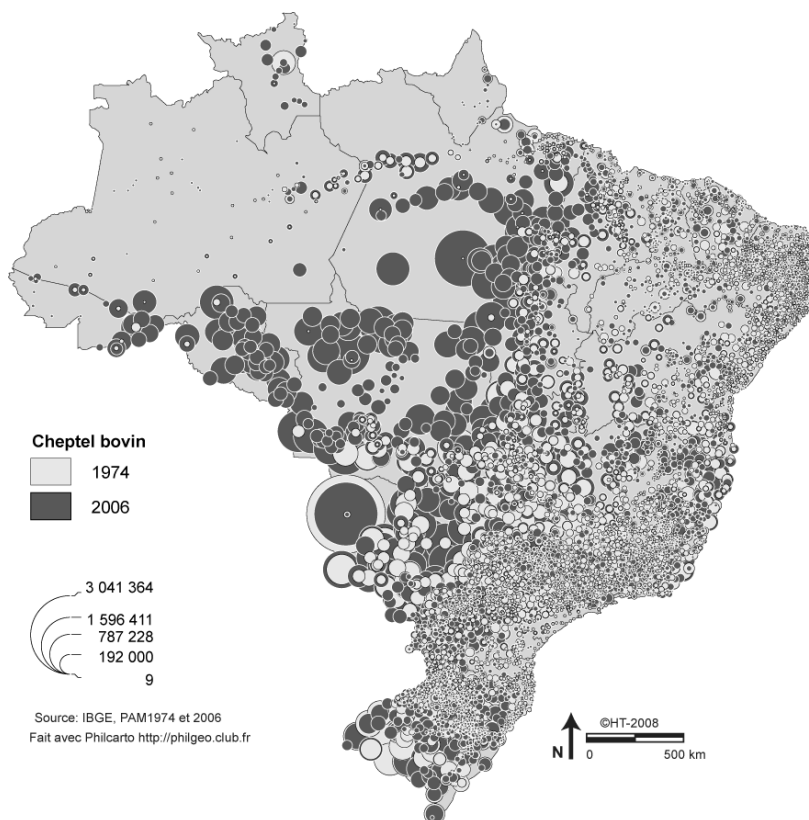 Cheptel bovin
1974
2006
3 041 364
1 596 411
787 228
192 000
9
Source: IBGE, PAM1974 et 2006
Fait avec Philcarto http://philgeo.club.fr
©HT-2008
N
0 500 km